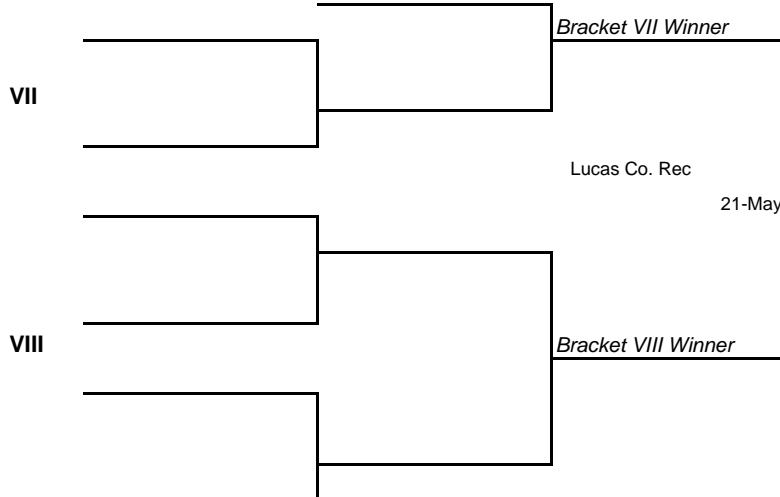 Bracket VII Winner
VII
Lucas Co. Rec
21-May
VIII
Bracket VIII Winner